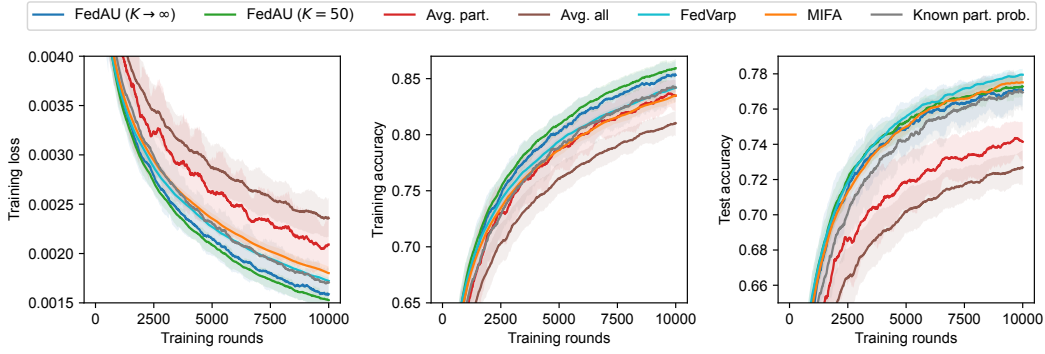 FedAU (K → ∞) FedAU (K = 50) Avg. part. Avg. all FedVarp MIFA Known part. prob.
0.0040
0.0035
0.0030
0.0025
0.0020
0.0015
Training loss
0 2500 5000 7500 10000
Training rounds
0.85
0.80
0.75
0.70
0.65
Training accuracy
0 2500 5000 7500 10000
Training rounds
0.78
0.76
0.74
0.72
0.70
0.68
0.66
Test accuracy
0 2500 5000 7500 10000
Training rounds